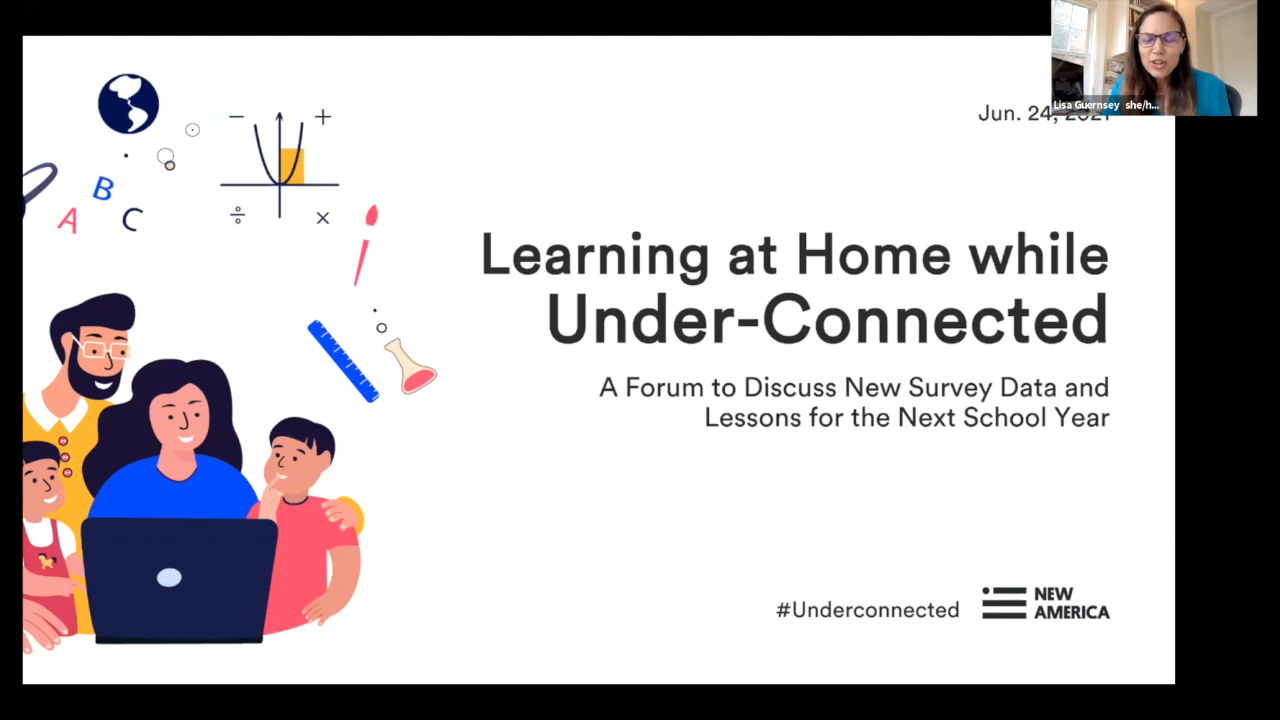 Lisa Guernsey she/h...
Jun. 24, 2021
B
A
C
Learning at Home while
Under-Connected
A Forum to Discuss New Survey Data and
Lessons for the Next School Year
#Underconnected
NEW
AMERICA